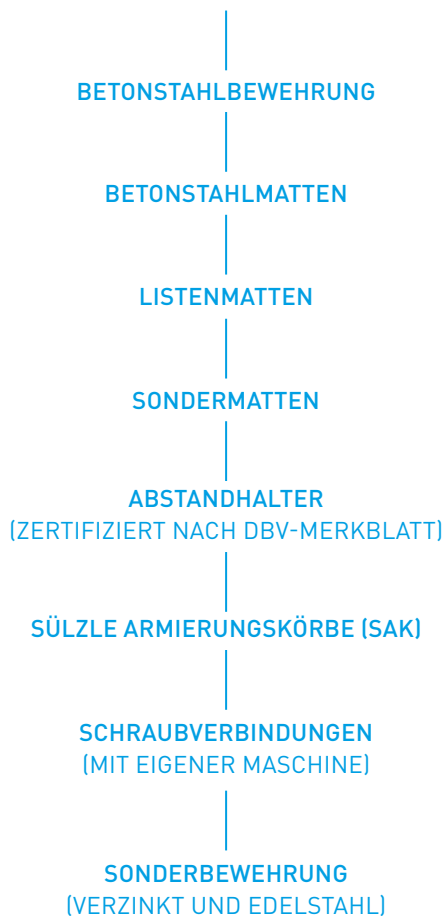 BETONSTAHLBEWEHRUNG
BETONSTAHLMATTEN
LISTENMATTEN
SONDERMATTEN
ABSTANDHALTER
(ZERTIFIZIERT NACH DBV-MERKBLATT)
SÜLZLE ARMIERUNGSKÖRBE (SAK)
SCHRAUBVERBINDUNGEN
(MIT EIGENER MASCHINE)
SONDERBEWEHRUNG
(VERZINKT UND EDELSTAHL)